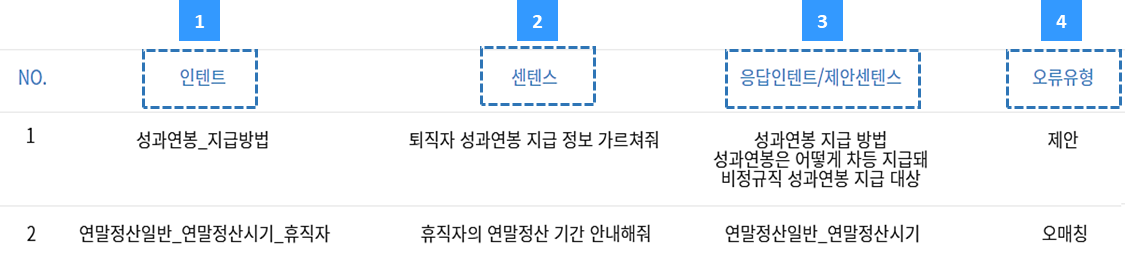 1 2 3 4
NO. 인텐트 센텐스 응답인텐트/제안센텐스 오류유형
1 성과연봉_지급방법 퇴직자 성과연봉 지급 정보 가르쳐줘 성과연봉 지급 방법 제안
성과연봉은 어떻게 차등 지급돼
비정규직 성과연봉 지급 대상
2 연말정산일반_연말정산시기_휴직자 휴직자의 연말정산 기간 안내해줘 연말정산일반_연말정산시기 오매칭